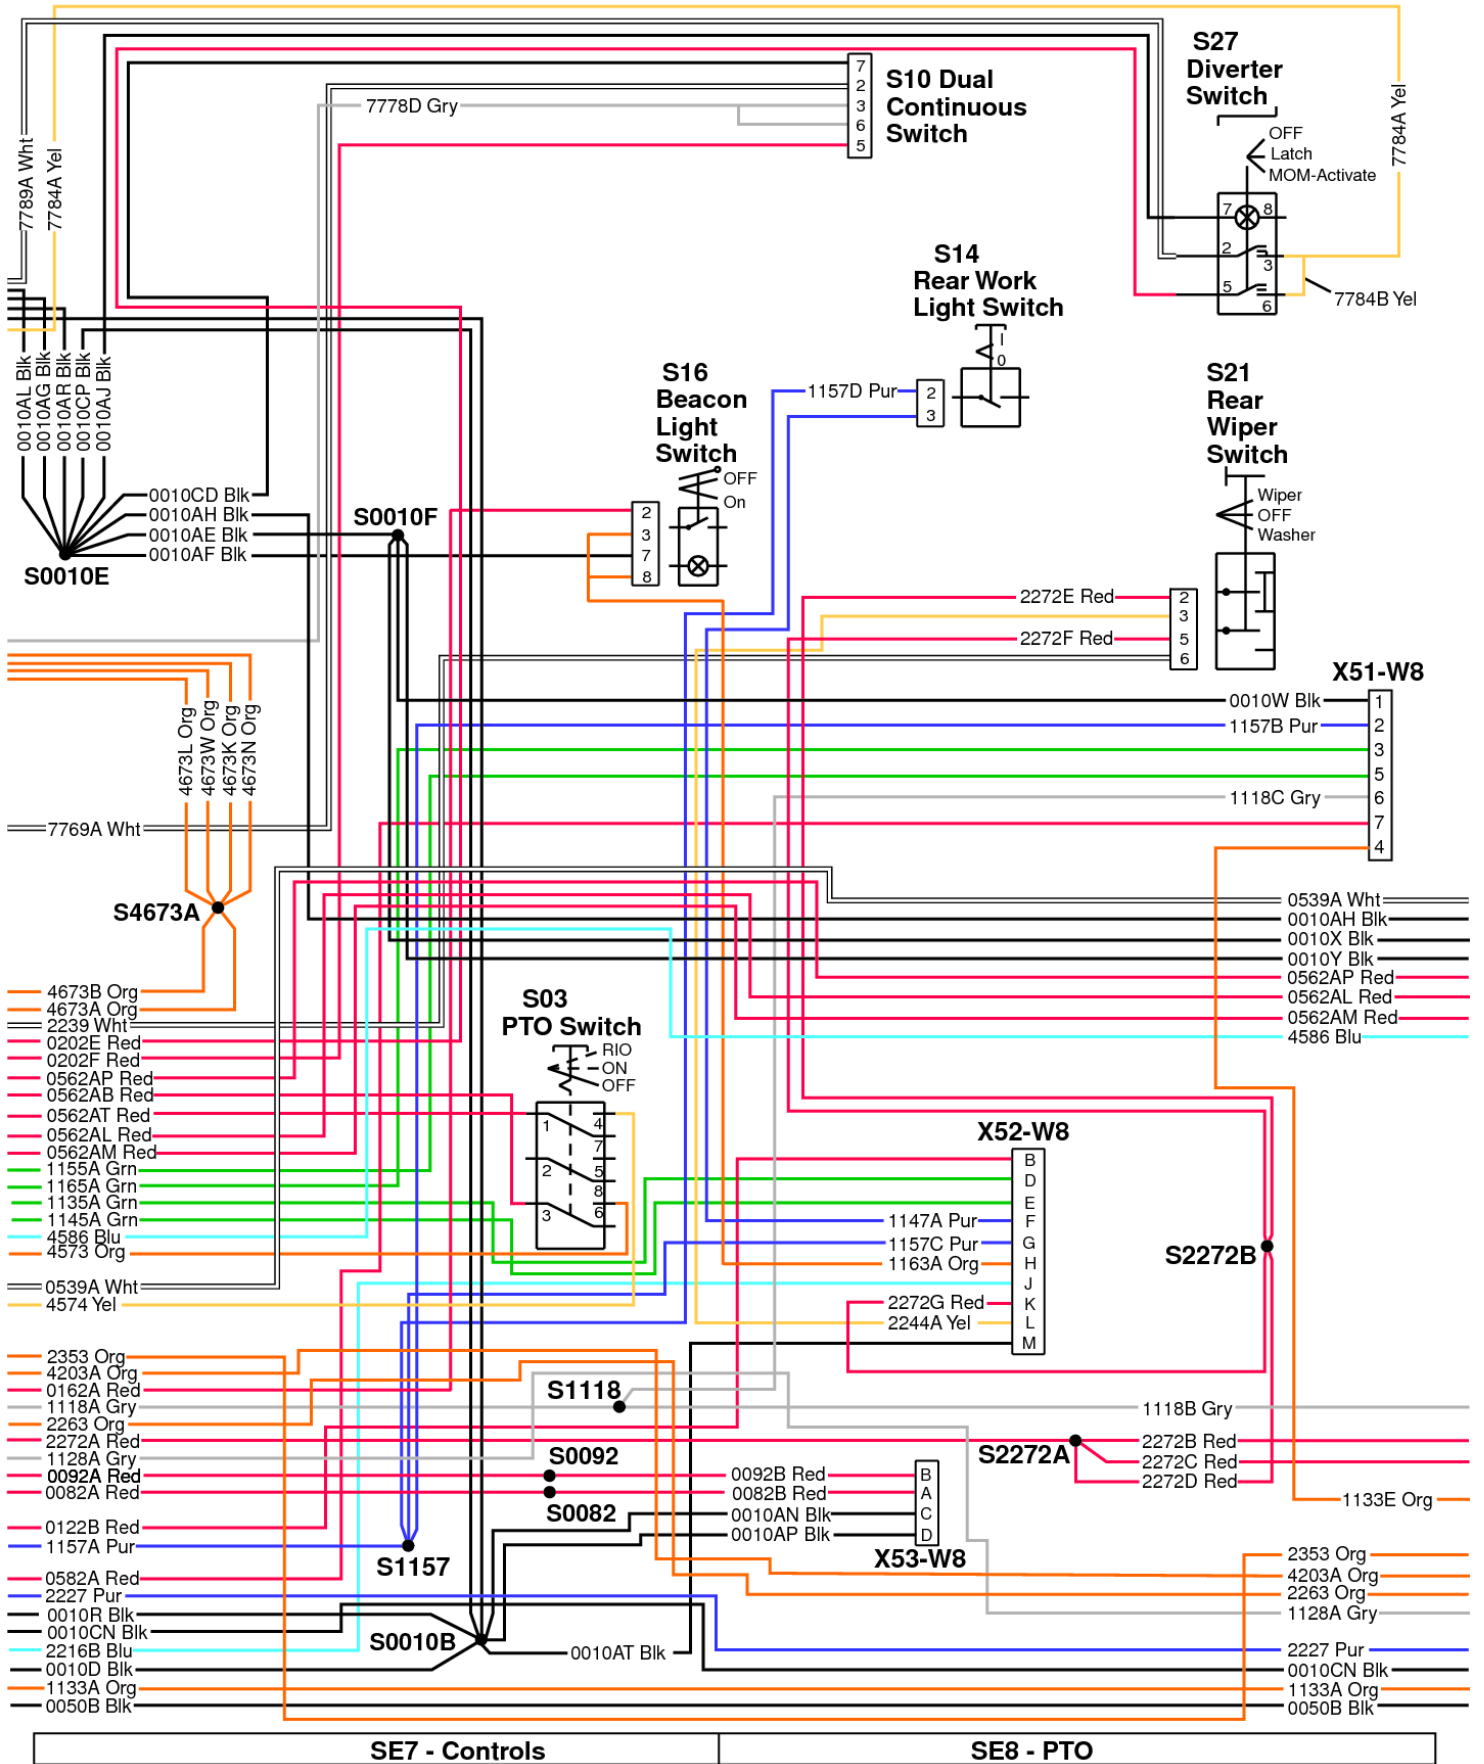 S27
Diverter
Switch
OFF
Latch
MOM-Activate
7 8
2
3
5
6
7784A Yel
7784B Yel
7
2
3
6
5
S10 Dual
Continuous
Switch
7778D Gry
7789A Wht
7784A Yel
S14
Rear Work
Light Switch
I
0
1157D Pur
2
3
S16
Beacon
Light
Switch
OFF
On
2
3
7
8
S21
Rear
Wiper
Switch
Wiper
OFF
Washer
2272E Red
2272F Red
2
3
5
6
0010AL Blk
0010AG Blk
0010AR Blk
0010CP Blk
0010AJ Blk
0010CD Blk
0010AH Blk
0010AE Blk
0010AF Blk
S0010E
S0010F
X51-W8
0010W Blk 1
1157B Pur 2
3
5
1118C Gry 6
7
4
4673L Org
4673W Org
4673K Org
4673N Org
7769A Wht
S4673A
0539A Wht
0010AH Blk
0010X Blk
0010Y Blk
0562AP Red
0562AL Red
0562AM Red
4586 Blu
4673B Org
4673A Org
2239 Wht
0202E Red
0202F Red
0562AP Red
0562AB Red
0562AT Red
0562AL Red
0562AM Red
1155A Grn
1165A Grn
1135A Grn
1145A Grn
4586 Blu
4573 Org
0539A Wht
4574 Yel
S03
PTO Switch
RIO
ON
OFF
1 4
7
2 5
8
3 6
X52-W8
B
D
E
1147A Pur F
1157C Pur G
1163A Org H
J
2272G Red K
2244A Yel L
M
S2272B
2353 Org
4203A Org
0162A Red
1118A Gry
2263 Org
2272A Red
1128A Gry
0092A Red
0082A Red
0122B Red
1157A Pur
0582A Red
2227 Pur
0010R Blk
0010CN Blk
2216B Blu
0010D Blk
1133A Org
0050B Blk
S1118
S0092
S0082
S1157
S0010B
0010AT Blk
0092B Red B
0082B Red A
0010AN Blk C
0010AP Blk D
X53-W8
S2272A
1118B Gry
2272B Red
2272C Red
2272D Red
1133E Org
2353 Org
4203A Org
2263 Org
1128A Gry
2227 Pur
0010CN Blk
1133A Org
0050B Blk
SE7 - Controls
SE8 - PTO